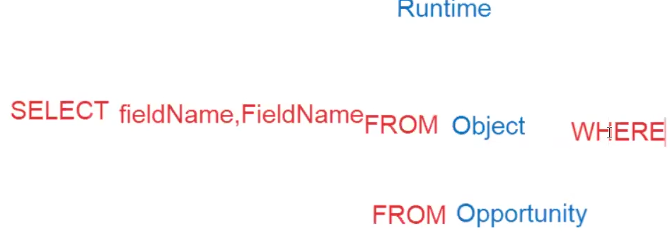 Runtime
SELECT fieldName,FieldName FROM Object WHERE
FROM Opportunity